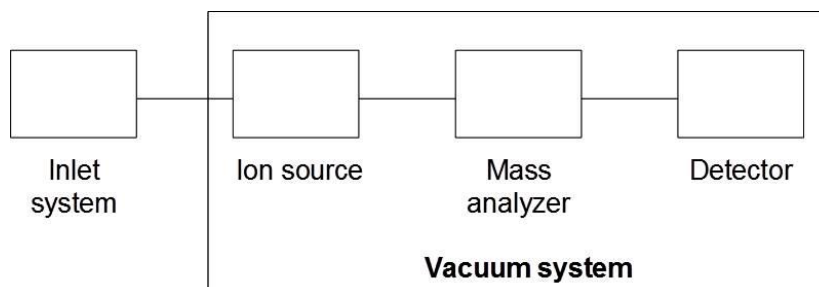 Inlet
system
Ion source
Mass
analyzer
Detector
Vacuum system